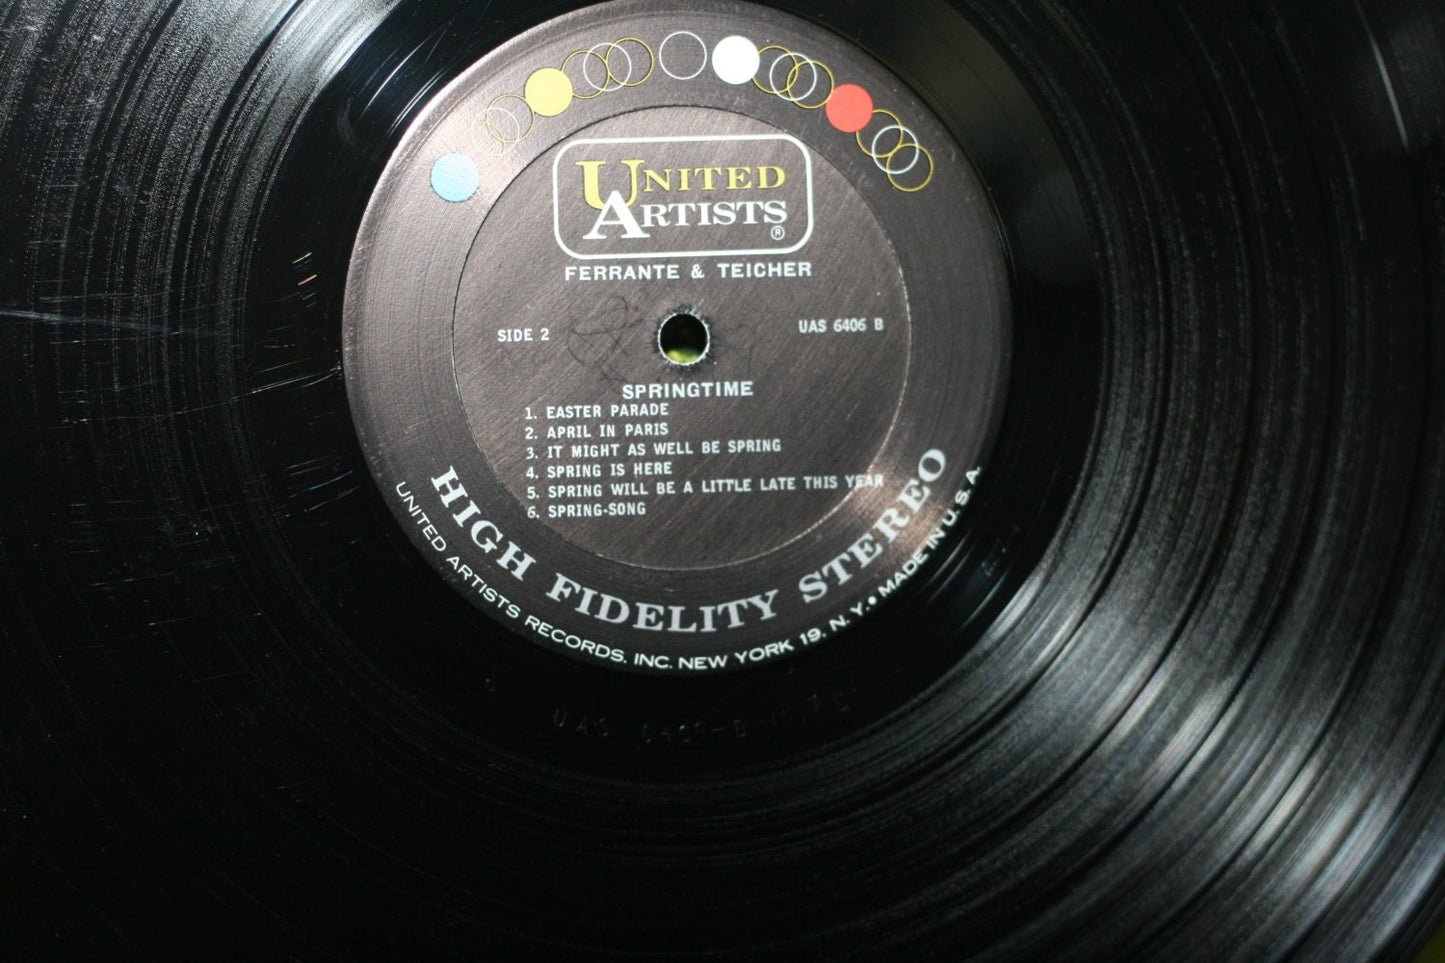 UNITED
ARTISTS
®
FERRANTE & TEICHER
SIDE 2
UAS 6406 B
SPRINGTIME
1. EASTER PARADE
2. APRIL IN PARIS
3. IT MIGHT AS WELL BE SPRING
4. SPRING IS HERE
5. SPRING WILL BE A LITTLE LATE THIS YEAR
6. SPRING-SONG
HIGH FIDELITY STEREO
UNITED ARTISTS RECORDS, INC. NEW YORK 19, N. Y. • MADE IN U. S. A.
UAS 6406-B